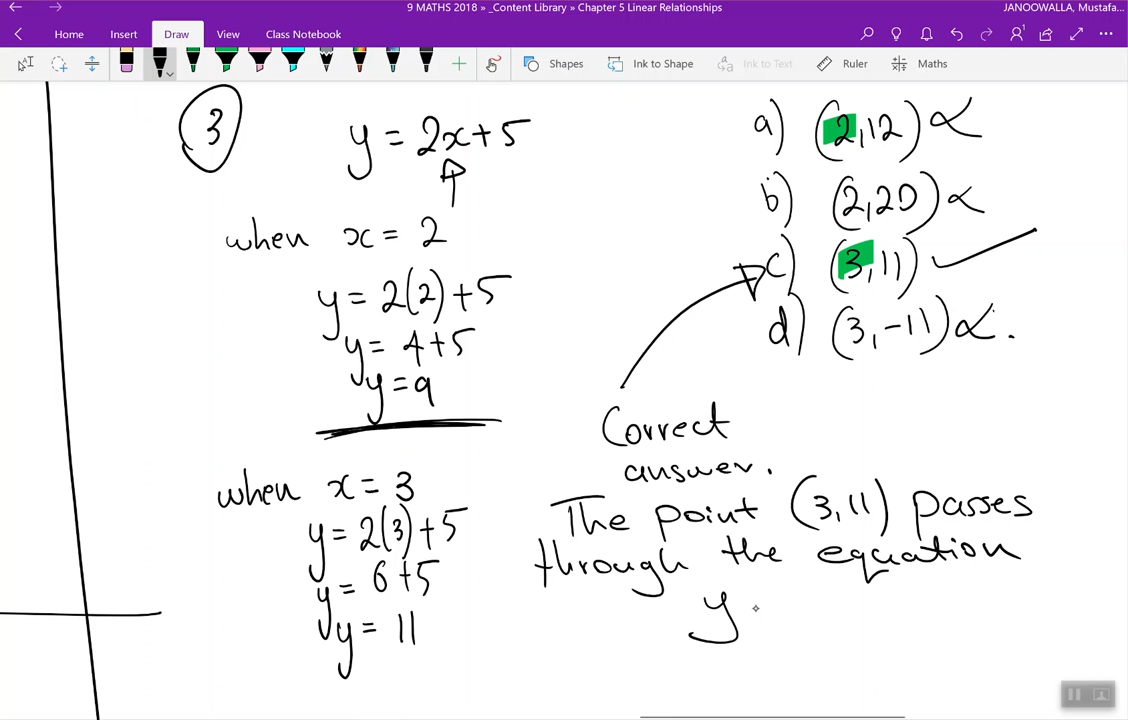 9 MATHS 2018 » _Content Library » Chapter 5 Linear Relationships
JANOOWALLA, Mustafa...
Home Insert Draw View Class Notebook
Shapes Ink to Shape Ink to Text Ruler Maths
3
y = 2x+5
when x = 2
y = 2(2)+5
y = 4+5
y = 9
when x = 3
y = 2(3)+5
y = 6+5
y = 11
a) (2,12)
b) (2,20)
c) (3,11)
d) (3,-11)
Correct
answer.
The point (3,11) passes
through the equation
y